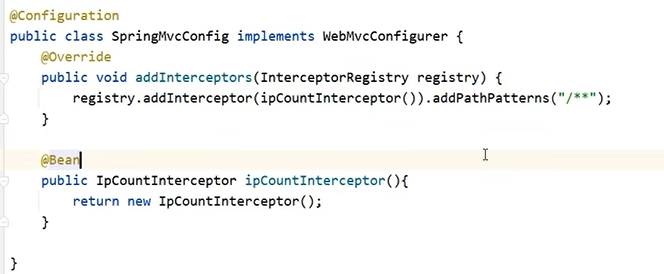 @Configuration
public class SpringMvcConfig implements WebMvcConfigurer {
    @Override
    public void addInterceptors(InterceptorRegistry registry) {
        registry.addInterceptor(ipCountInterceptor()).addPathPatterns("/**");
    }

    @Bean
    public IpCountInterceptor ipCountInterceptor(){
        return new IpCountInterceptor();
    }

}